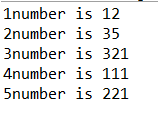 1number is 12
2number is 35
3number is 321
4number is 111
5number is 221